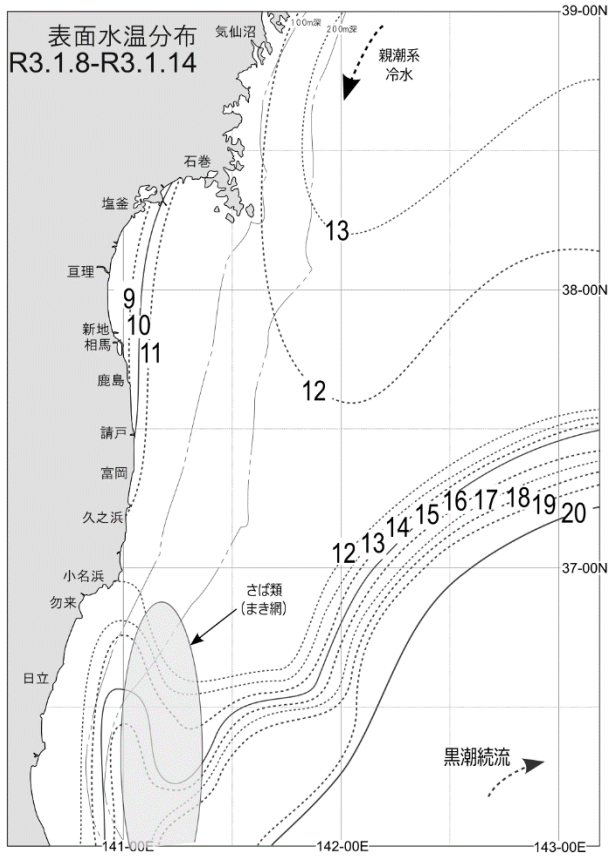 表面水温分布
R3.1.8-R3.1.14
気仙沼
100m深
200m深
39-00N
親潮系
冷水
石巻
塩釜
13
亘理
38-00N
9
10
新地
相馬
11
鹿島
12
請戸
富岡
久之浜
12
13
14
15
16
17
18
19
20
小名浜
37-00N
勿来
さば類
(まき網)
日立
黒潮続流
141-00E
142-00E
143-00E